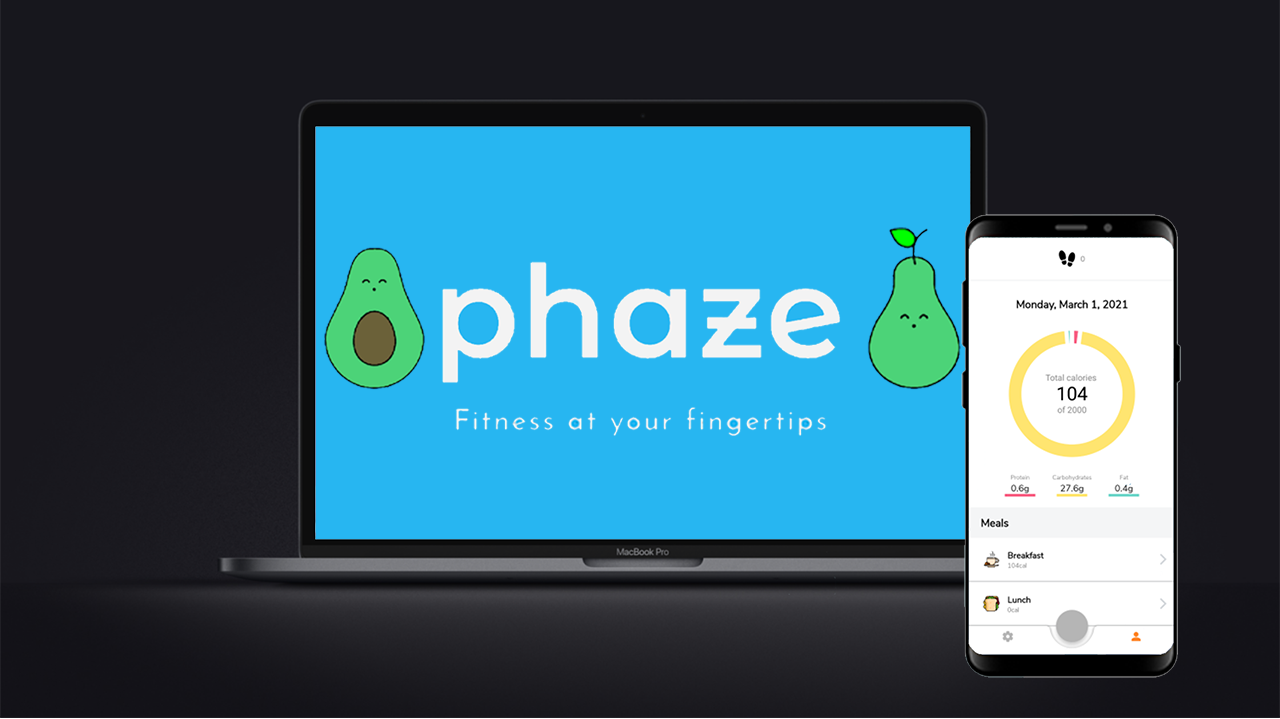 phaze
Fitness at your fingertips
MacBook Pro
0
Monday, March 1, 2021
Total calories
104
of 2000
Protein Carbohydrates Fat
0.6g 27.6g 0.4g
Meals
Breakfast
104cal
Lunch
0cal